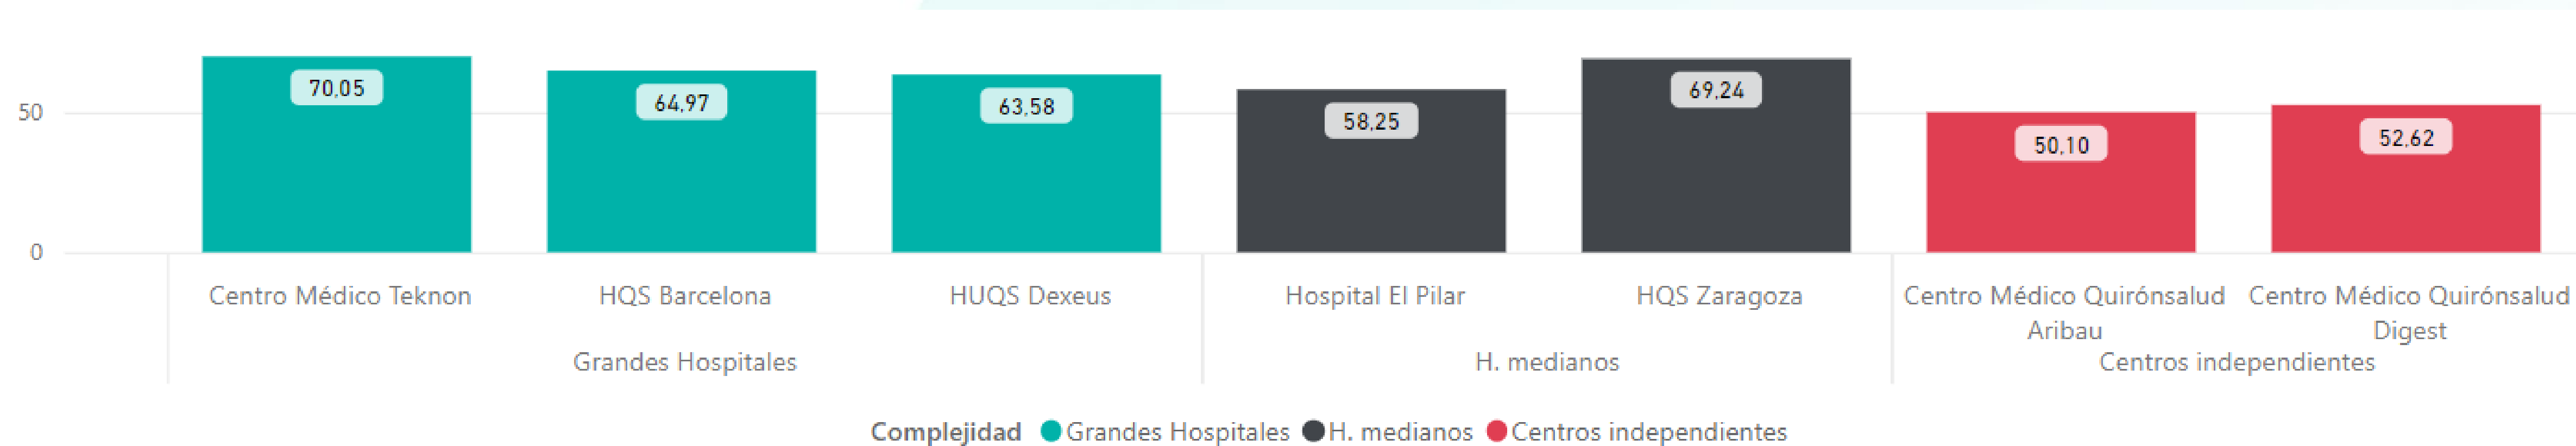 50
0
70,05
64,97
63,58
58,25
69,24
50,10
52,62
Centro Médico Teknon
HQS Barcelona
HUQS Dexeus
Hospital El Pilar
HQS Zaragoza
Centro Médico Quirónsalud
Aribau
Centro Médico Quirónsalud
Digest
Grandes Hospitales
H. medianos
Centros independientes
Complejidad Grandes Hospitales H. medianos Centros independientes